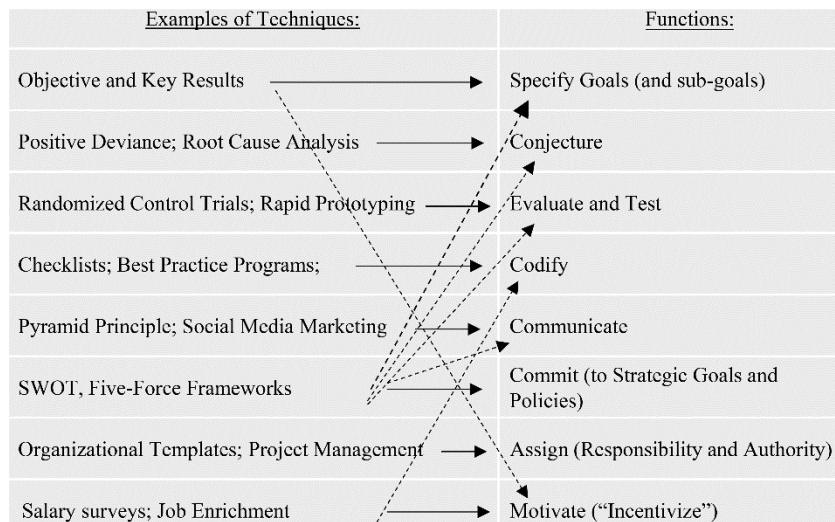 Examples of Techniques:
Functions:
Objective and Key Results
Specify Goals (and sub-goals)
Positive Deviance; Root Cause Analysis
Conjecture
Randomized Control Trials; Rapid Prototyping
Evaluate and Test
Checklists; Best Practice Programs;
Codify
Pyramid Principle; Social Media Marketing
Communicate
SWOT, Five-Force Frameworks
Commit (to Strategic Goals and
Policies)
Organizational Templates; Project Management
Assign (Responsibility and Authority)
Salary surveys; Job Enrichment
Motivate (“Incentivize”)